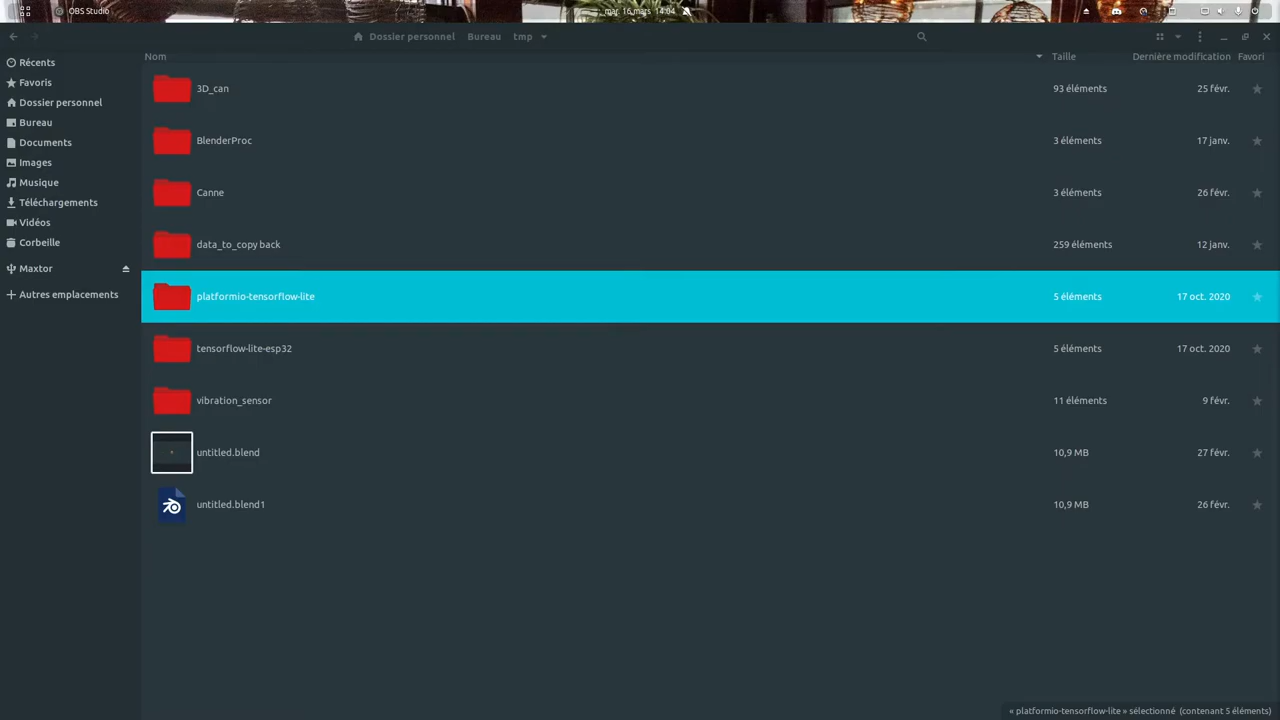 OBS Studio
mar. 16 mars 14:04
Dossier personnel Bureau tmp
Nom Taille Dernière modification Favori
Récents
Favoris
Dossier personnel
Bureau
Documents
Images
Musique
Téléchargements
Vidéos
Corbeille
Maxtor
Autres emplacements
3D_can 93 éléments 25 févr.
BlenderProc 3 éléments 17 janv.
Canne 3 éléments 26 févr.
data_to_copy back 259 éléments 12 janv.
platformio-tensorflow-lite 5 éléments 17 oct. 2020
tensorflow-lite-esp32 5 éléments 17 oct. 2020
vibration_sensor 11 éléments 9 févr.
untitled.blend 10,9 MB 27 févr.
untitled.blend1 10,9 MB 26 févr.
« platformio-tensorflow-lite » sélectionné (contenant 5 éléments)